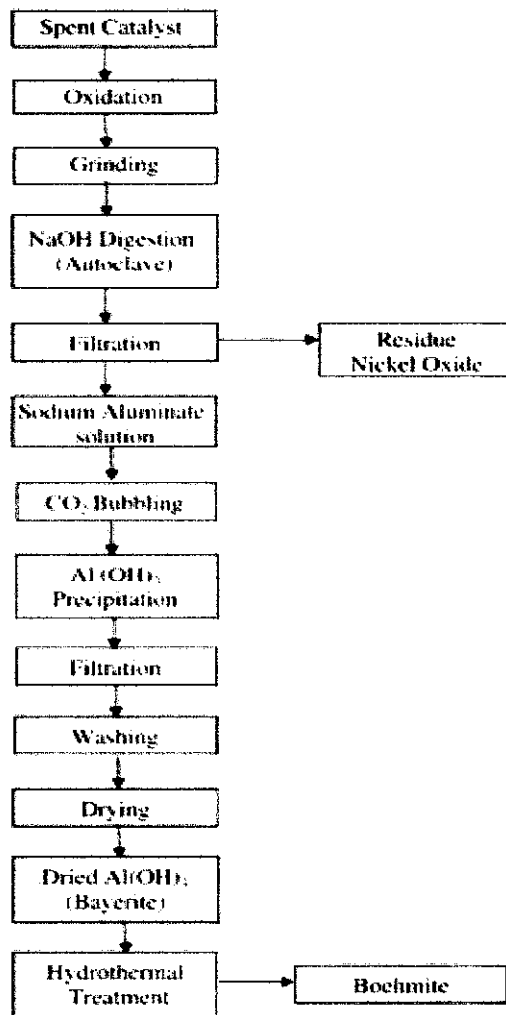 Spent Catalyst
Oxidation
Grinding
NaOH Digestion
(Autoclave)
Filtration
Residue
Nickel Oxide
Sodium Aluminate
solution
CO₂ Bubbling
Al (OH)₃
Precipitation
Filtration
Washing
Drying
Dried Al(OH)₃
(Bayerite)
Hydrothermal
Treatment
Boehmite